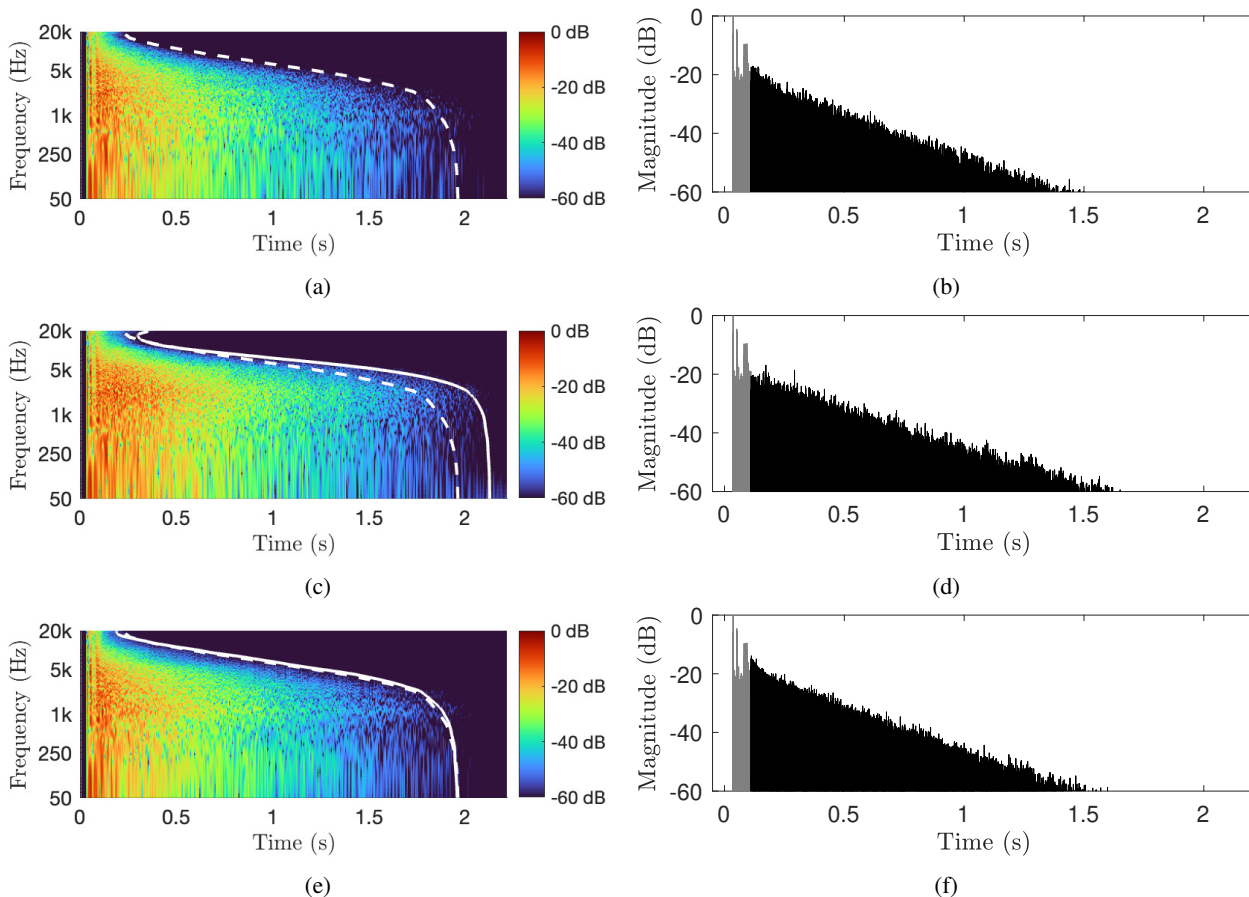 20k
5k
1k
250
50
Frequency (Hz)
0 0.5 1 1.5 2
Time (s)
0 dB
-20 dB
-40 dB
-60 dB
(a)
0
-20
-40
-60
Magnitude (dB)
0 0.5 1 1.5 2
Time (s)
(b)
20k
5k
1k
250
50
Frequency (Hz)
0 0.5 1 1.5 2
Time (s)
0 dB
-20 dB
-40 dB
-60 dB
(c)
0
-20
-40
-60
Magnitude (dB)
0 0.5 1 1.5 2
Time (s)
(d)
20k
5k
1k
250
50
Frequency (Hz)
0 0.5 1 1.5 2
Time (s)
0 dB
-20 dB
-40 dB
-60 dB
(e)
0
-20
-40
-60
Magnitude (dB)
0 0.5 1 1.5 2
Time (s)
(f)